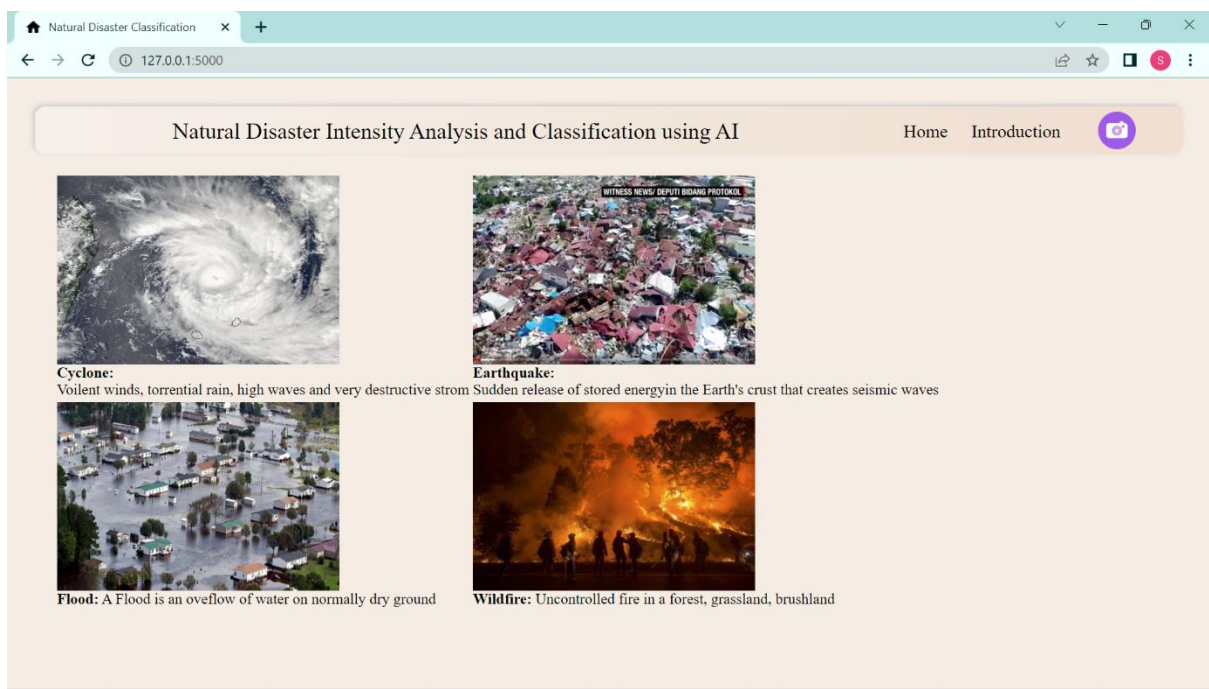 Natural Disaster Classification
127.0.0.1:5000
S
Natural Disaster Intensity Analysis and Classification using AI
Home
Introduction
WITNESS NEWS/ DEPUTI BIDANG PROTOKOL
Cyclone:
Voilent winds, torrential rain, high waves and very destructive strom
Earthquake:
Sudden release of stored energyin the Earth's crust that creates seismic waves
Flood: A Flood is an oveflow of water on normally dry ground
Wildfire: Uncontrolled fire in a forest, grassland, brushland